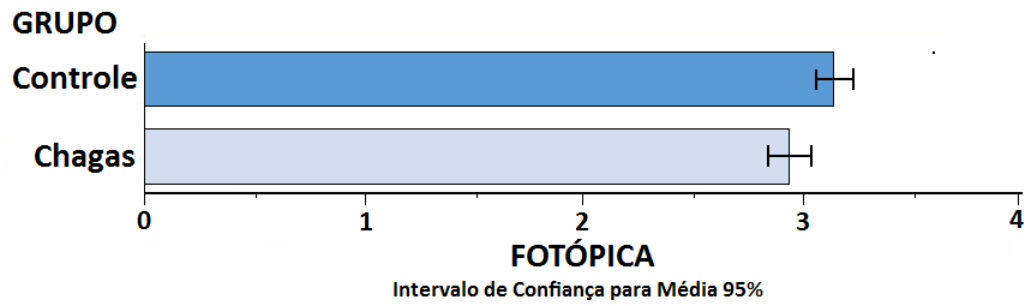 GRUPO
Controle
Chagas
0 1 2 3 4
FOTÓPICA
Intervalo de Confiança para Média 95%